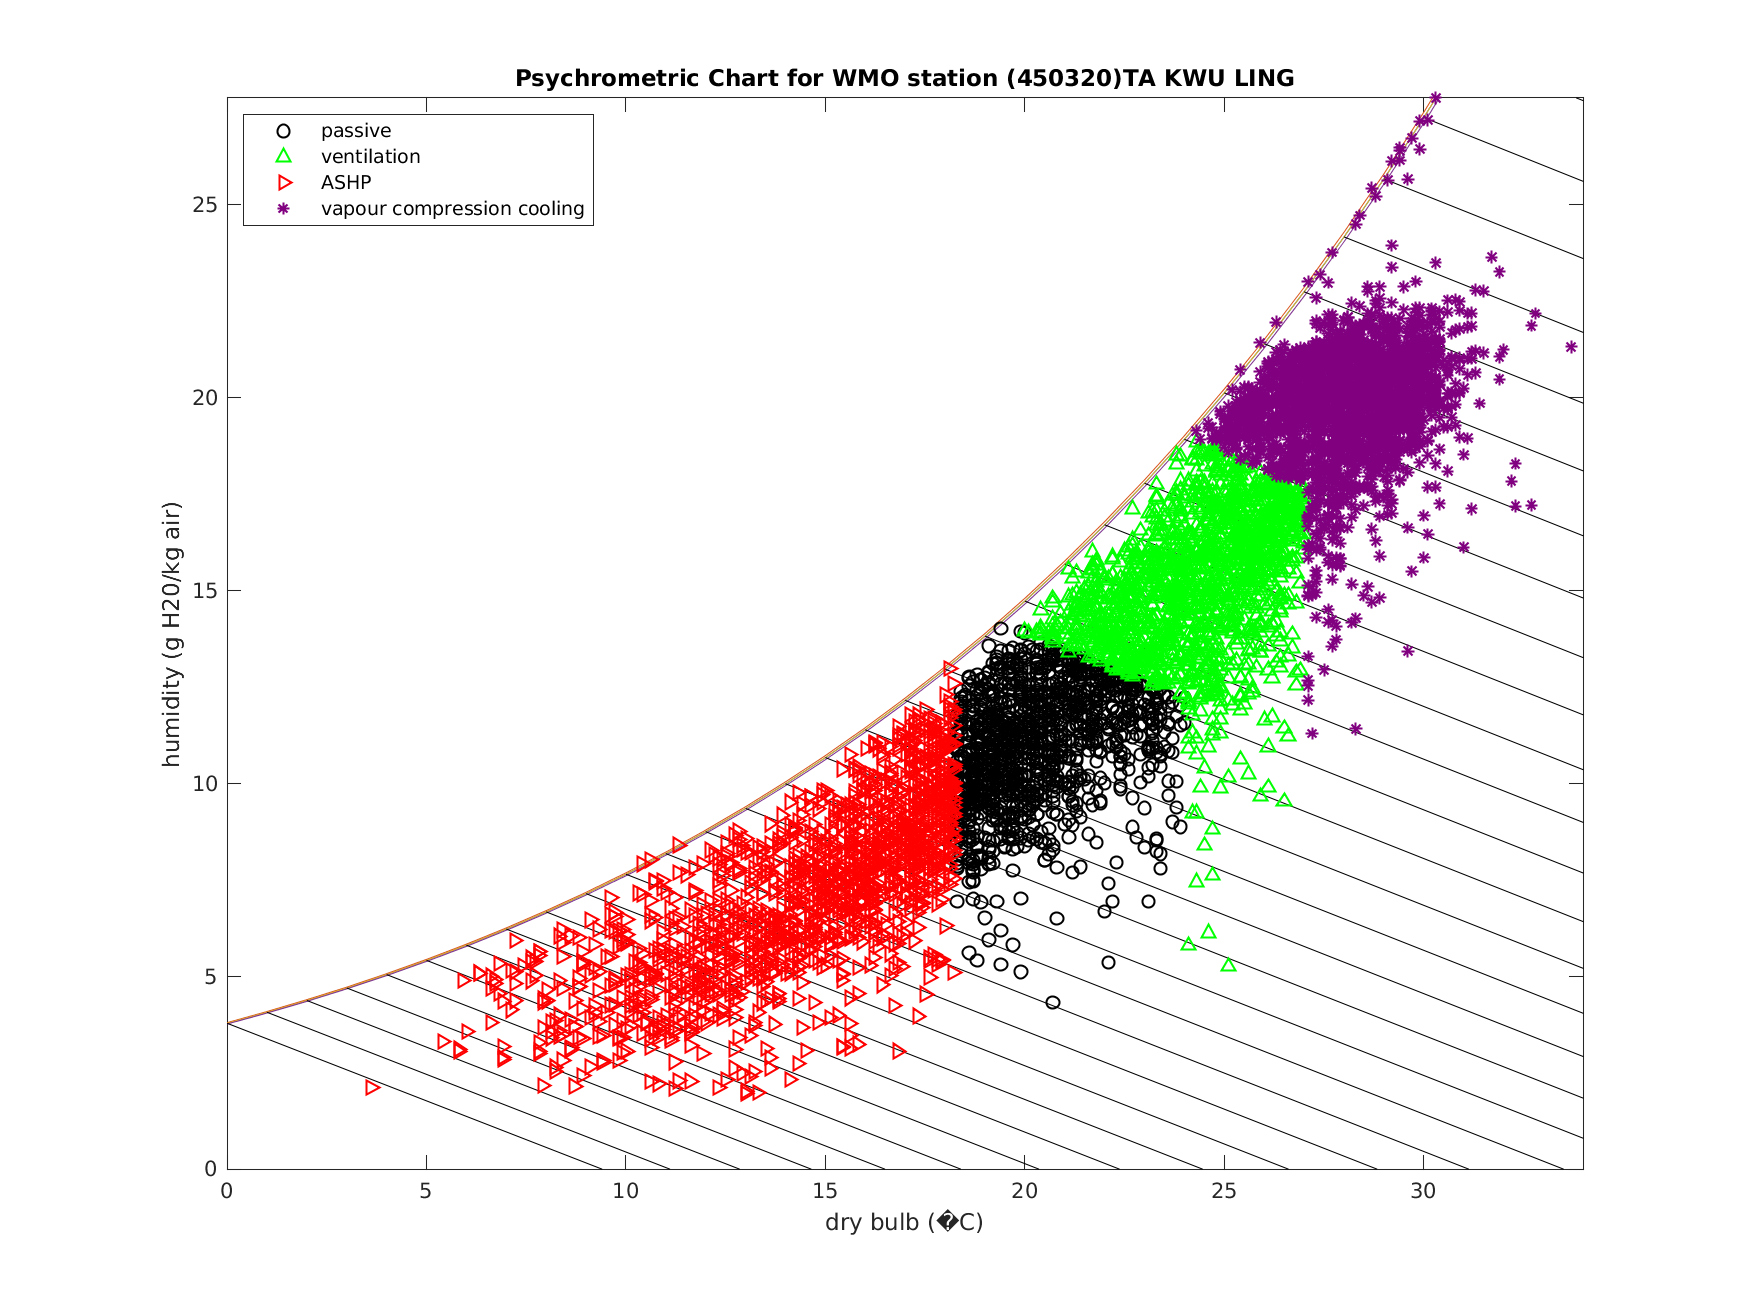 Psychrometric Chart for WMO station (450320)TA KWU LING
passive
ventilation
ASHP
vapour compression cooling
25
20
15
10
5
0
humidity (g H20/kg air)
0 5 10 15 20 25 30
dry bulb (�C)